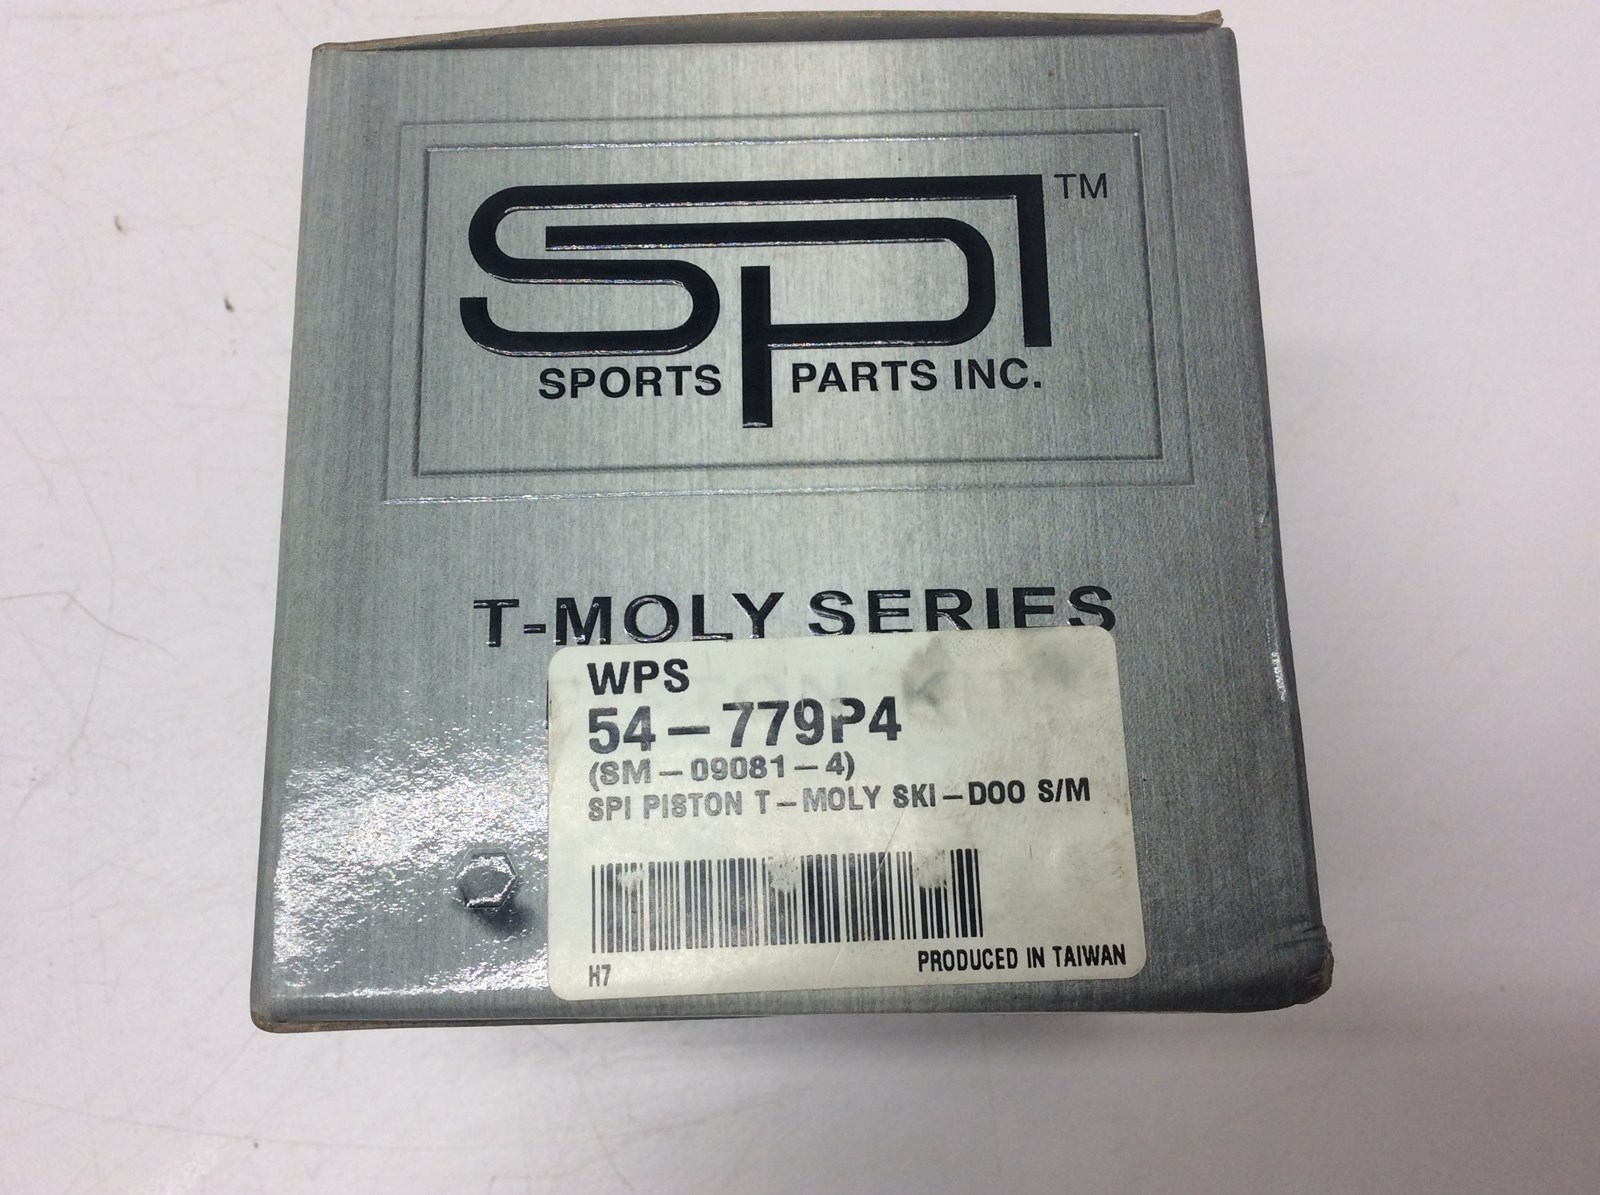 SPI TM
SPORTS PARTS INC.
T-MOLY SERIES
WPS
54-779P4
(SM-09081-4)
SPI PISTON T-MOLY SKI-DOO S/M
H7
PRODUCED IN TAIWAN